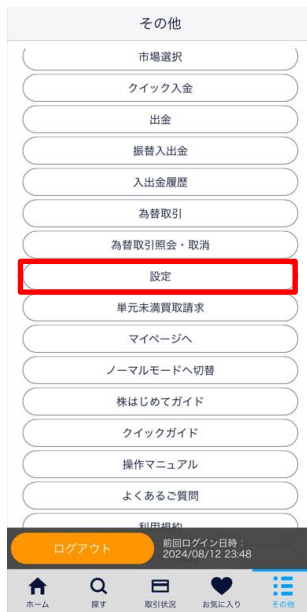 その他
市場選択
クイック入金
出金
振替入出金
入出金履歴
為替取引
為替取引照会・取消
設定
単元未満買取請求
マイページへ
ノーマルモードへ切替
株はじめてガイド
クイックガイド
操作マニュアル
よくあるご質問
利用規約
ログアウト
前回ログイン日時：
2024/08/12 23:48
ホーム
探す
取引状況
お気に入り
その他